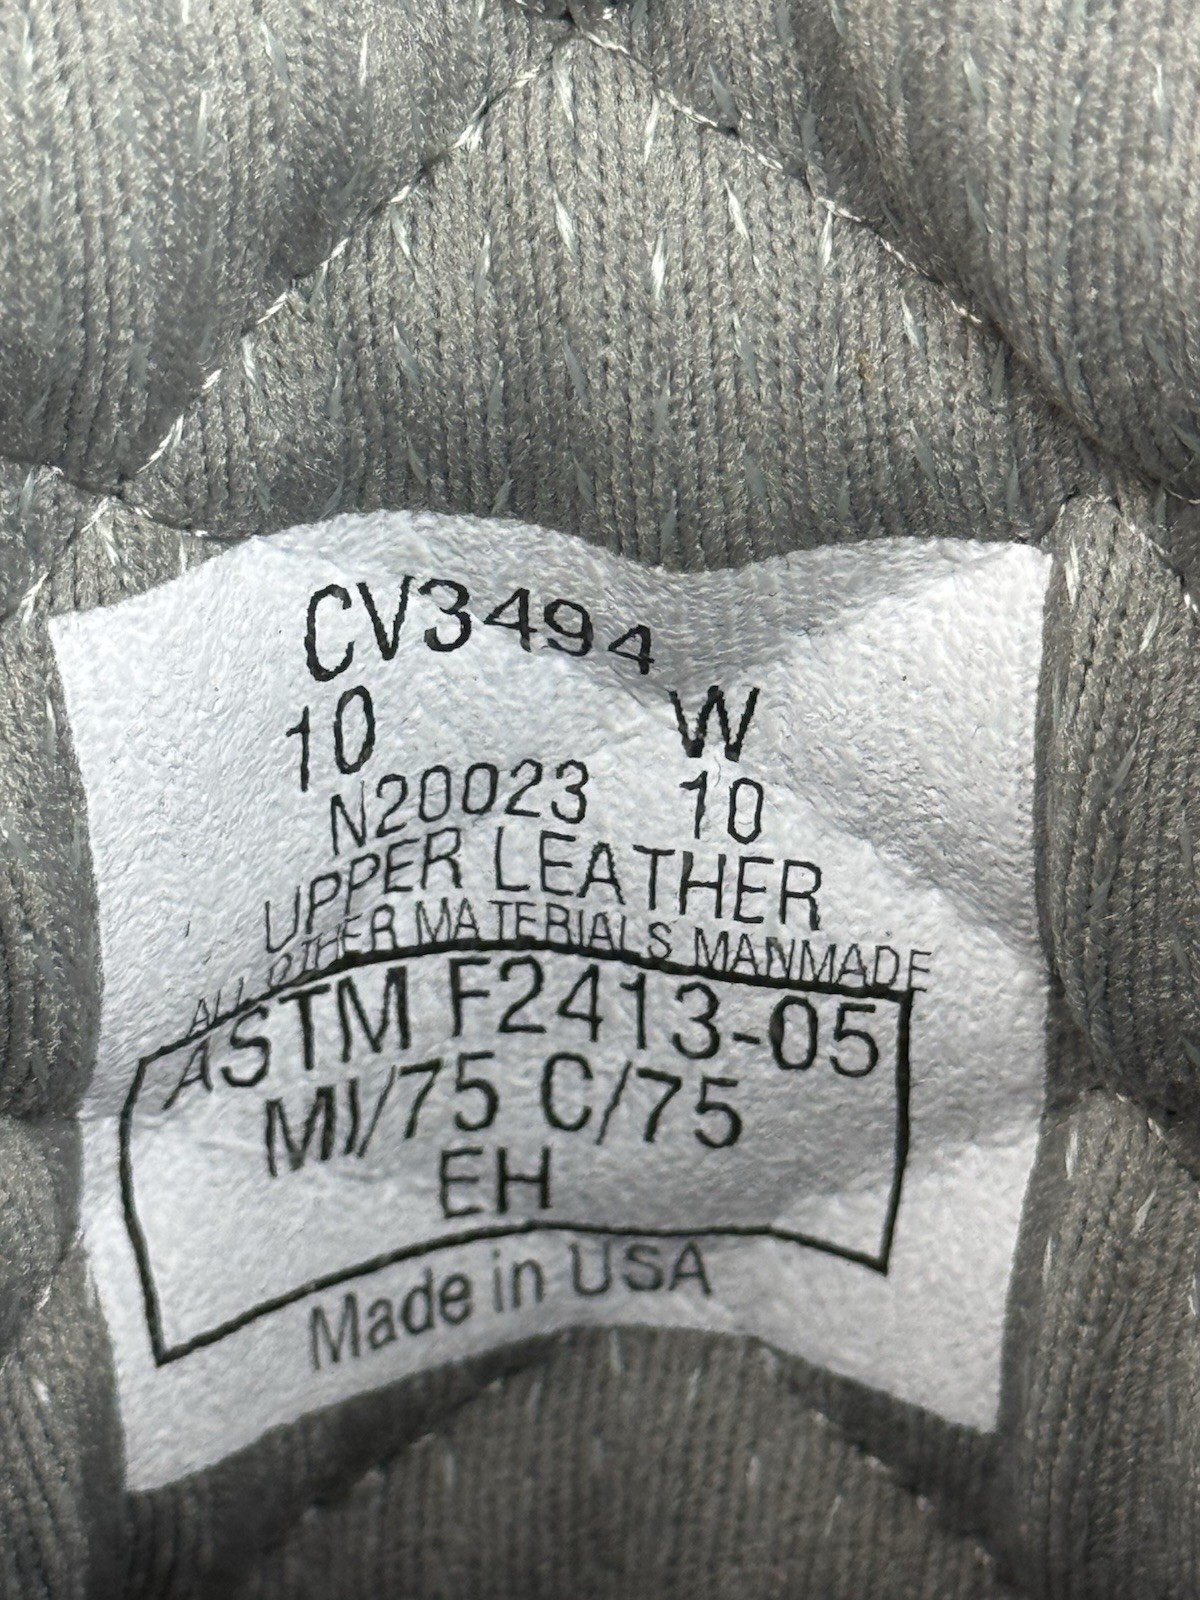 CV3494
10 W
N20023 10
UPPER LEATHER
ALL OTHER MATERIALS MANMADE
ASTM F2413-05
MI/75 C/75
EH
Made in USA